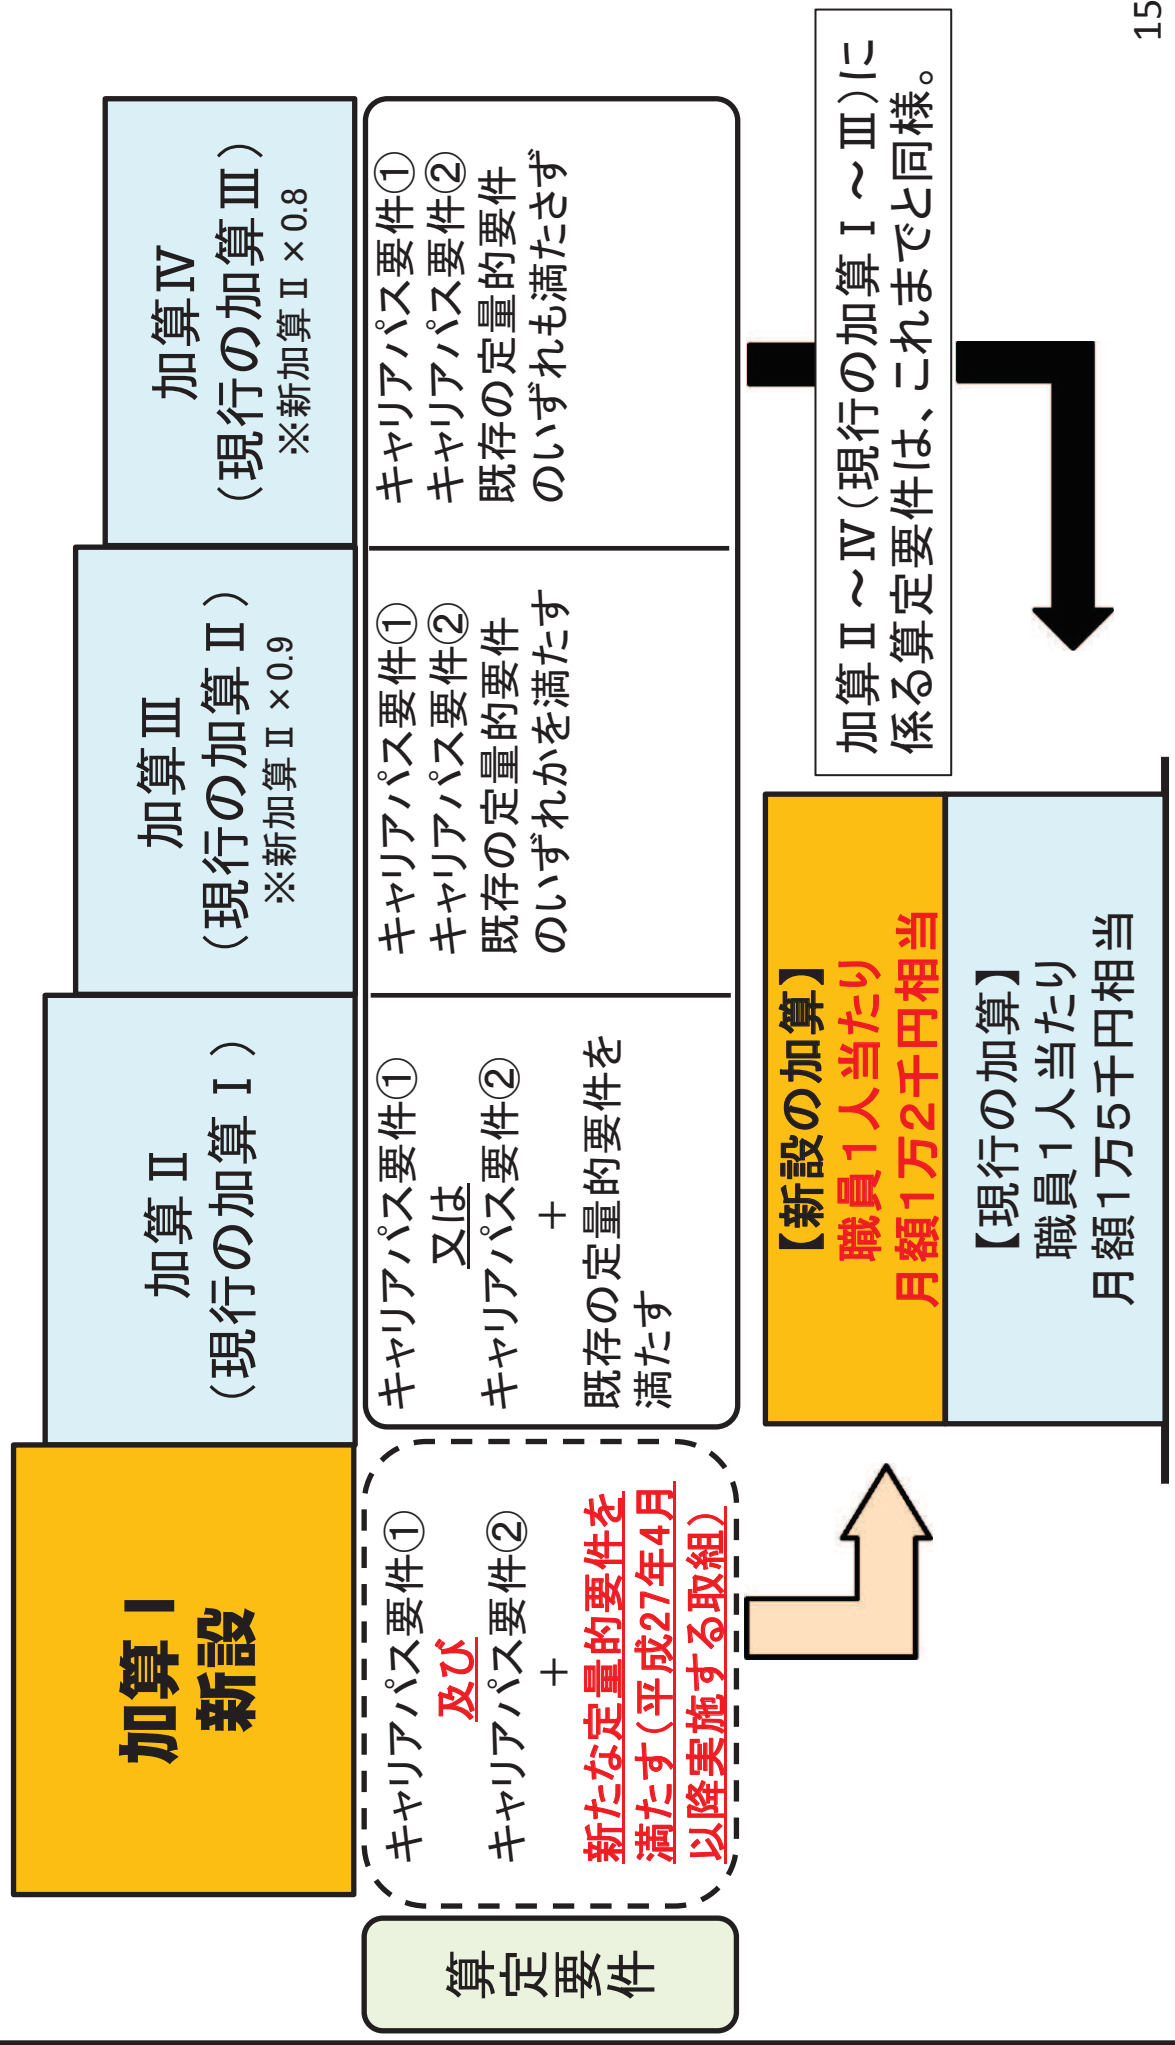 加算Ⅰ
新設
加算Ⅱ
（現行の加算Ⅰ）
加算Ⅲ
（現行の加算Ⅱ）
※新加算Ⅱ×0.9
加算Ⅳ
（現行の加算Ⅲ）
※新加算Ⅱ×0.8
算定要件
キャリアパス要件①
及び
キャリアパス要件②
＋
新たな定量的要件を
満たす（平成27年4月
以降実施する取組）
キャリアパス要件①
又は
キャリアパス要件②
＋
既存の定量的要件を
満たす
キャリアパス要件①
キャリアパス要件②
既存の定量的要件
のいずれかを満たす
キャリアパス要件①
キャリアパス要件②
既存の定量的要件
のいずれも満たさず
【新設の加算】
職員1人当たり
月額1万2千円相当
【現行の加算】
職員1人当たり
月額1万5千円相当
加算Ⅱ～Ⅳ（現行の加算Ⅰ～Ⅲ）に
係る算定要件は、これまでと同様。
15